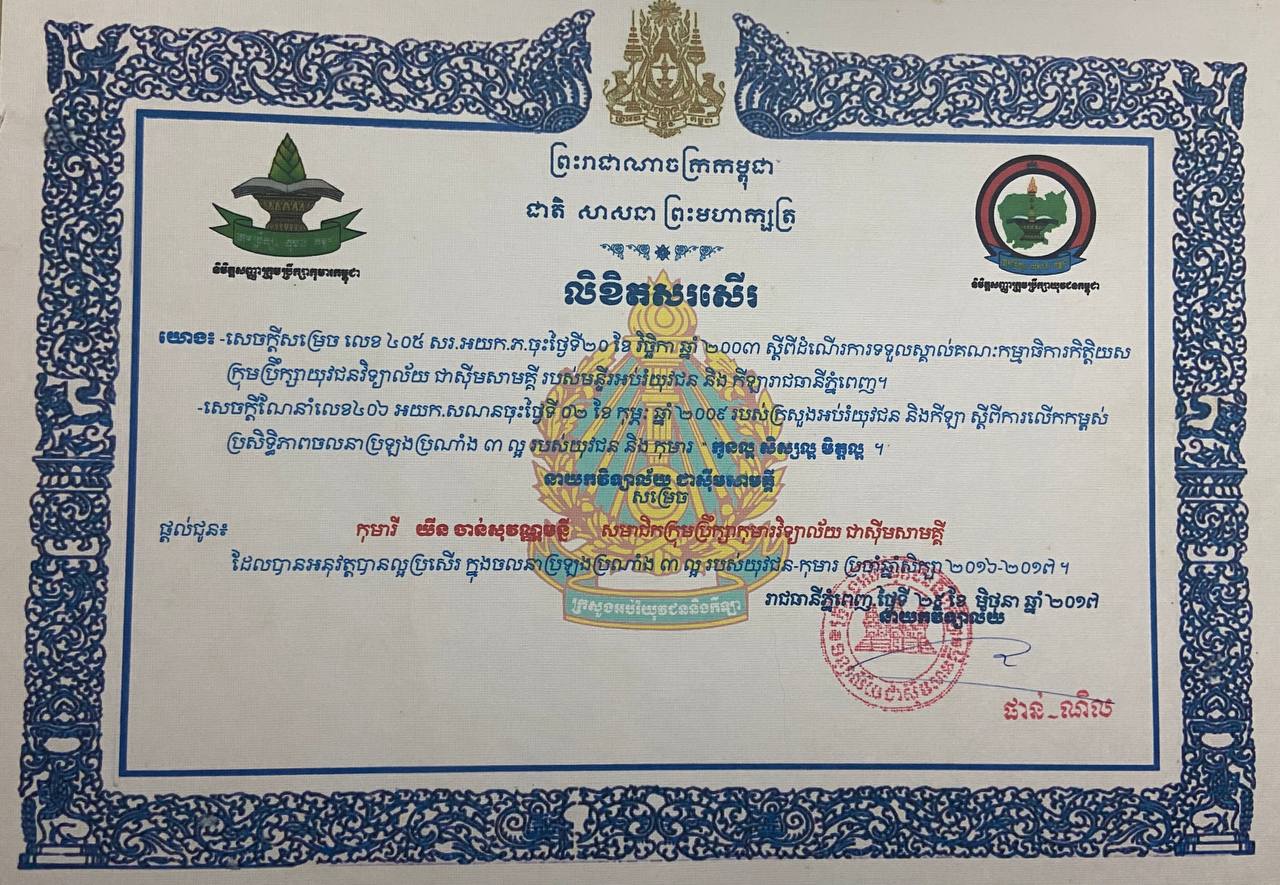 ព្រះរាជាណាចក្រកម្ពុជា
ជាតិ សាសនា ព្រះមហាក្សត្រ
និមិត្តសញ្ញាក្រុមប្រឹក្សាកុមារកម្ពុជា
និមិត្តសញ្ញាក្រុមប្រឹក្សាយុវជនកម្ពុជា
លិខិតសរសើរ
យោង៖ -សេចក្តីសម្រេច លេខ ៤០៥ សរ.អយក.ភ.ចុះថ្ងៃទី២០ ខែ វិច្ឆិកា ឆ្នាំ ២០០៣ ស្តីពីដំណើរការទទួលស្គាល់គណៈកម្មាធិការកិត្តិយស
ក្រុមប្រឹក្សាយុវជនវិទ្យាល័យ ជាស៊ីមសាមគ្គី របស់មន្ទីរអប់រំយុវជន និង កីឡារាជធានីភ្នំពេញ។
-សេចក្តីណែនាំលេខ៤០៦ អយក.សណនចុះថ្ងៃទី ០២ ខែ កុម្ភៈ ឆ្នាំ ២០០៩ របស់ក្រសួងអប់រំយុវជន និងកីឡា ស្តីពីការលើកកម្ពស់
ប្រសិទ្ធិភាពចលនាប្រឡងប្រណាំង ៣ ល្អ របស់យុវជន និង កុមារ " កូនល្អ សិស្សល្អ មិត្តល្អ ។
នាយកវិទ្យាល័យ ជាស៊ីមសាមគ្គី
សម្រេច
ផ្តល់ជូន៖ កុមារី យីន ចាន់សុវណ្ណមុន្នី សមាជិកក្រុមប្រឹក្សាកុមារវិទ្យាល័យ ជាស៊ីមសាមគ្គី
ដែលបានអនុវត្តបានល្អប្រសើរ ក្នុងចលនាប្រឡងប្រណាំង ៣ ល្អ របស់យុវជន-កុមារ ប្រចាំឆ្នាំសិក្សា ២០១៦-២០១៧ ។
ក្រសួងអប់រំយុវជននិងកីឡា
រាជធានីភ្នំពេញ ថ្ងៃទី ២៩ ខែ មិថុនា ឆ្នាំ ២០១៧
នាយកវិទ្យាល័យ
ផាន់-ណិល